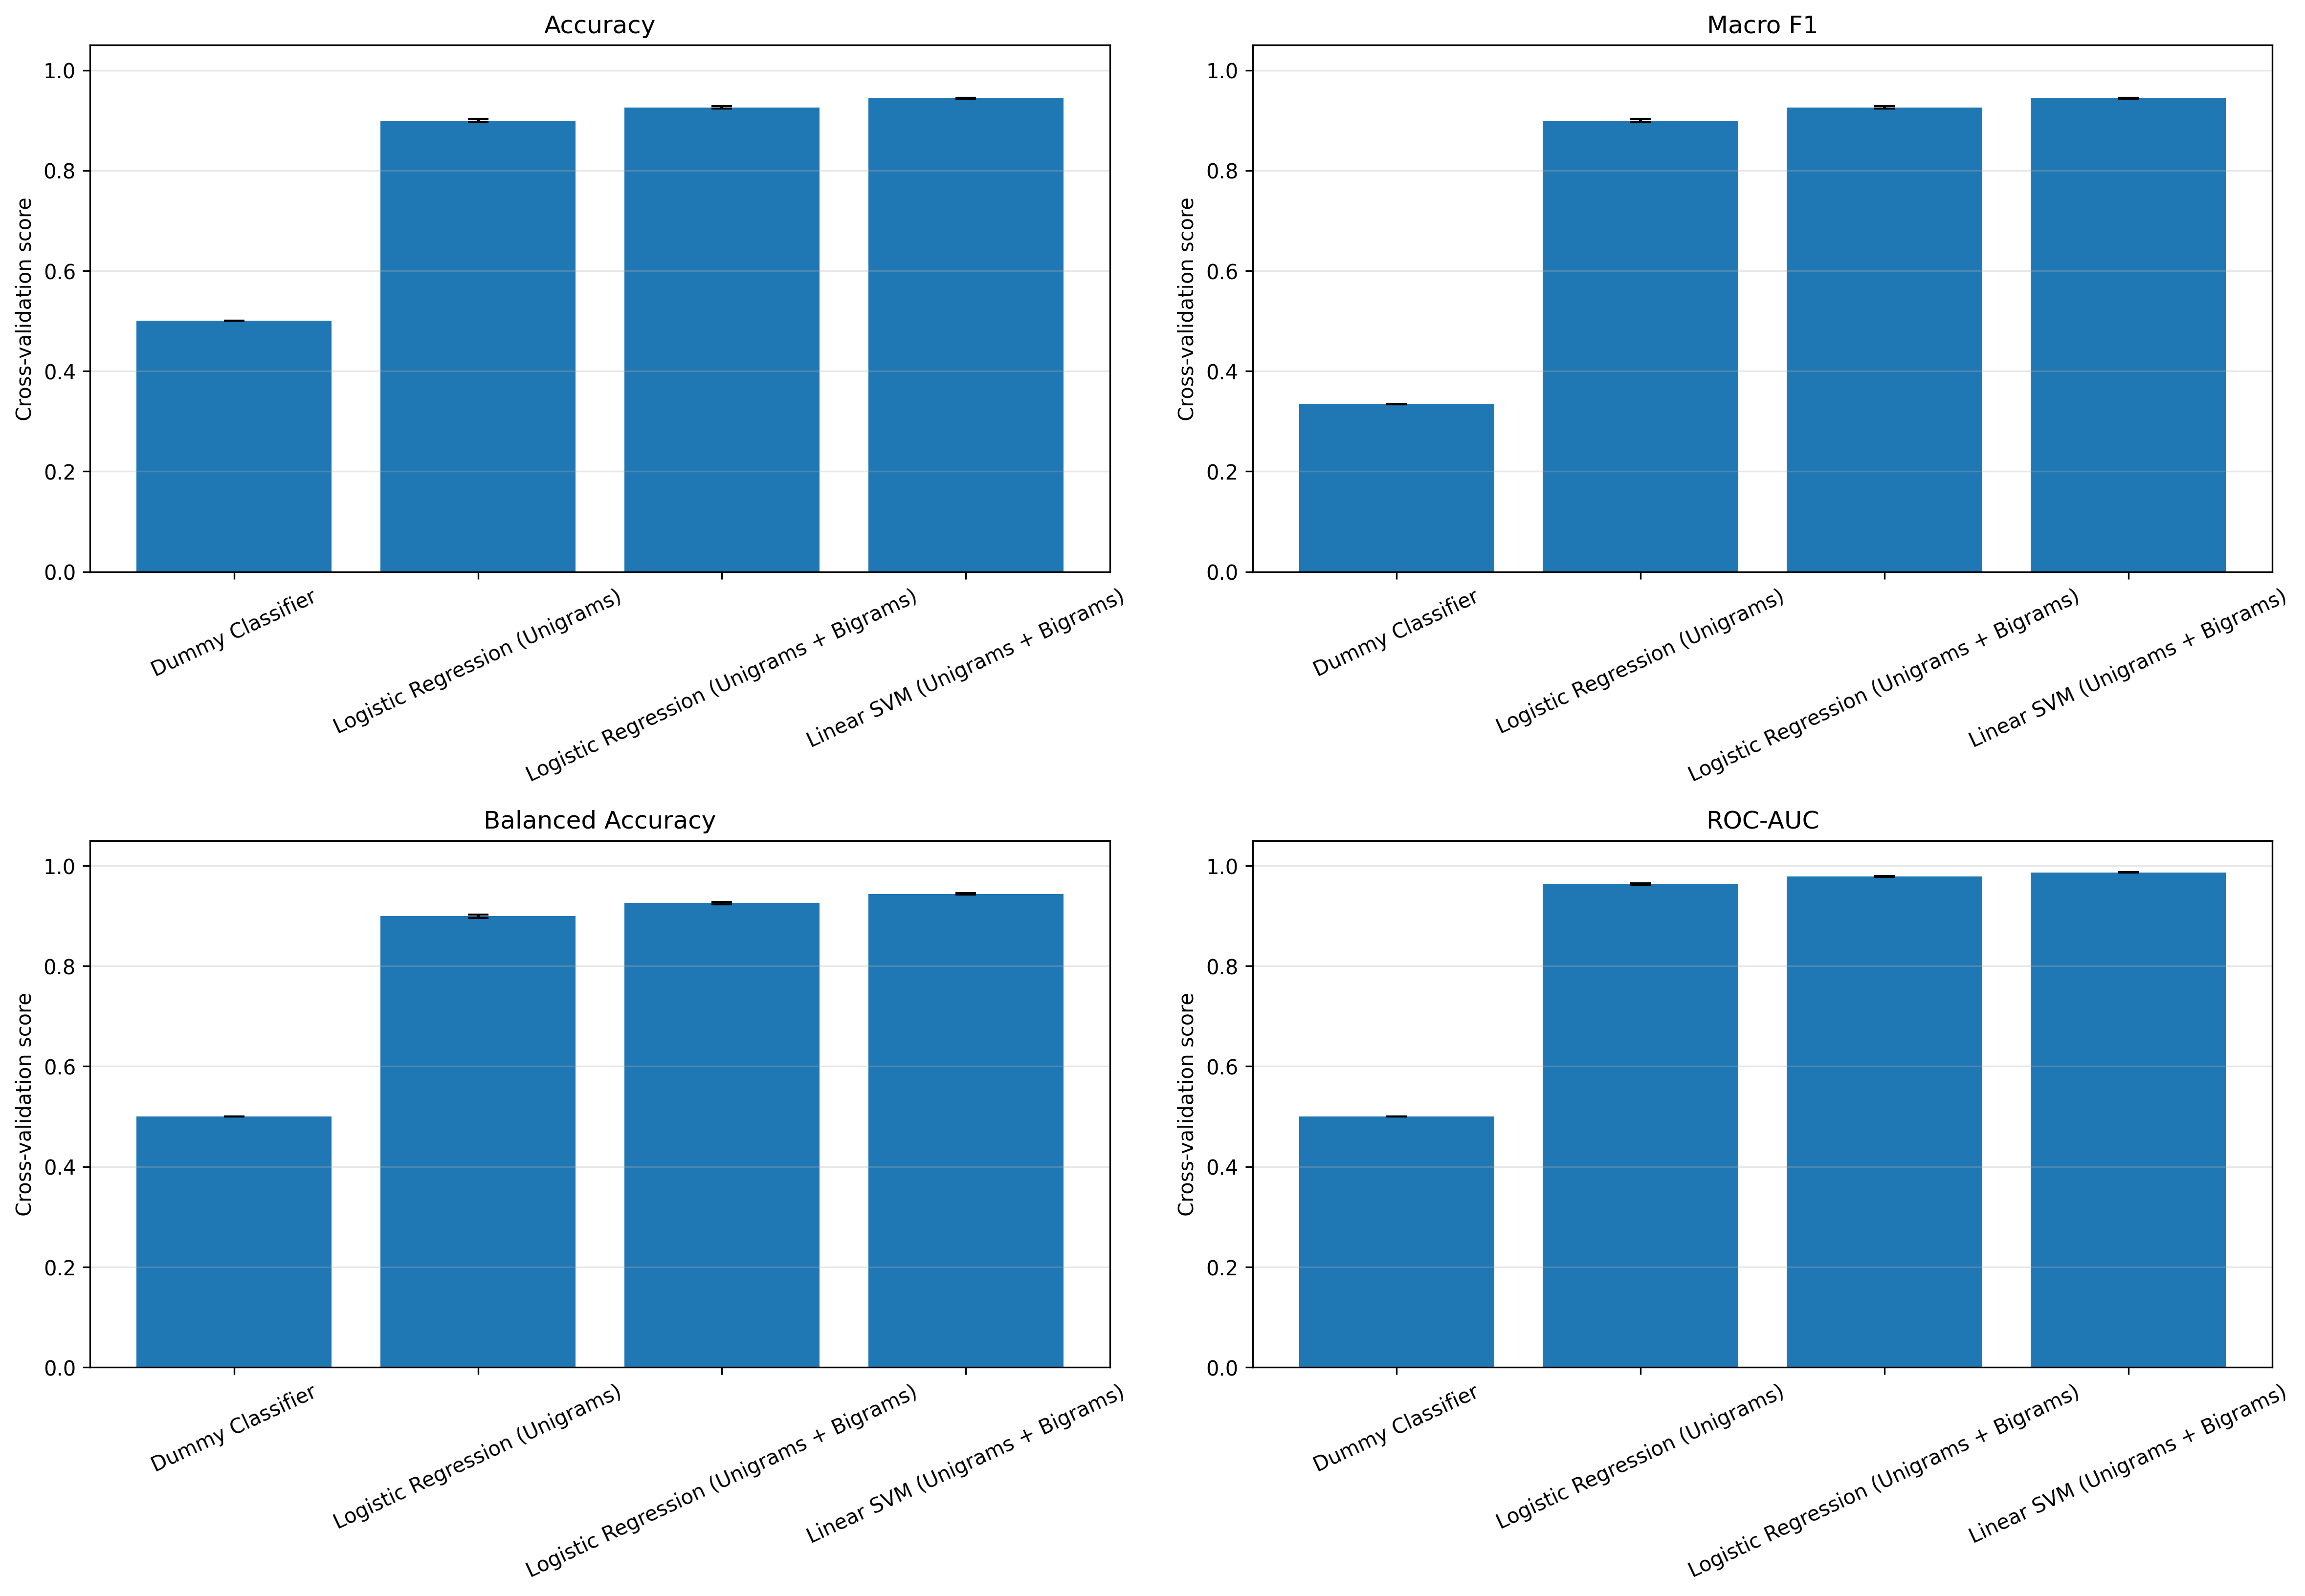 Accuracy
Cross-validation score
1.0
0.8
0.6
0.4
0.2
0.0
Dummy Classifier
Logistic Regression (Unigrams)
Logistic Regression (Unigrams + Bigrams)
Linear SVM (Unigrams + Bigrams)
Macro F1
Cross-validation score
1.0
0.8
0.6
0.4
0.2
0.0
Dummy Classifier
Logistic Regression (Unigrams)
Logistic Regression (Unigrams + Bigrams)
Linear SVM (Unigrams + Bigrams)
Balanced Accuracy
Cross-validation score
1.0
0.8
0.6
0.4
0.2
0.0
Dummy Classifier
Logistic Regression (Unigrams)
Logistic Regression (Unigrams + Bigrams)
Linear SVM (Unigrams + Bigrams)
ROC-AUC
Cross-validation score
1.0
0.8
0.6
0.4
0.2
0.0
Dummy Classifier
Logistic Regression (Unigrams)
Logistic Regression (Unigrams + Bigrams)
Linear SVM (Unigrams + Bigrams)